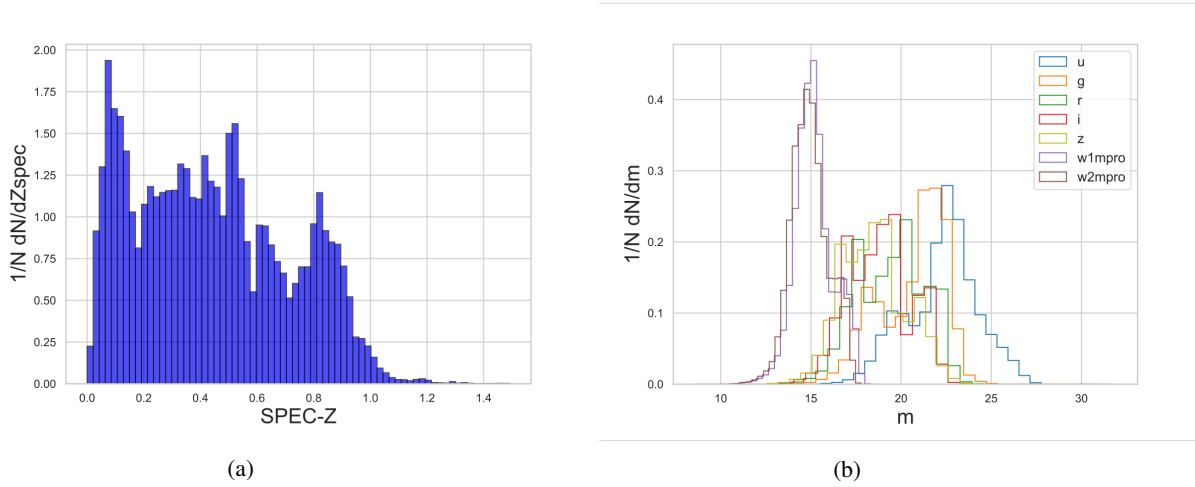 2.00
1.75
1.50
1.25
1.00
0.75
0.50
0.25
0.00
1/N dN/dZspec
0.0 0.2 0.4 0.6 0.8 1.0 1.2 1.4
SPEC-Z
(a)
0.4
0.3
0.2
0.1
0.0
1/N dN/dm
u
g
r
i
z
w1mpro
w2mpro
10 15 20 25 30
m
(b)